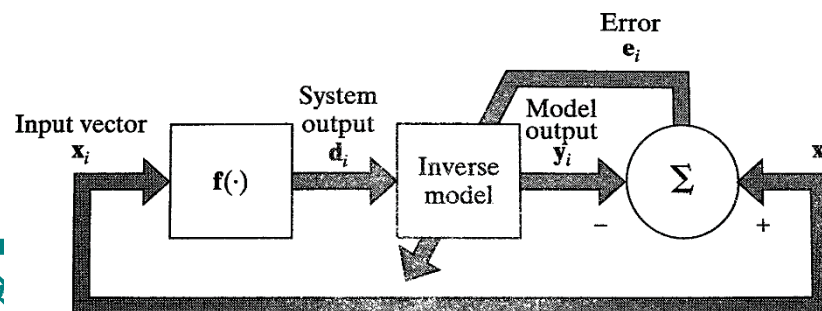 Error
e_i
System
output
d_i
Model
output
y_i
Input vector
x_i
f(·)
Inverse
model
Σ
x
−
+